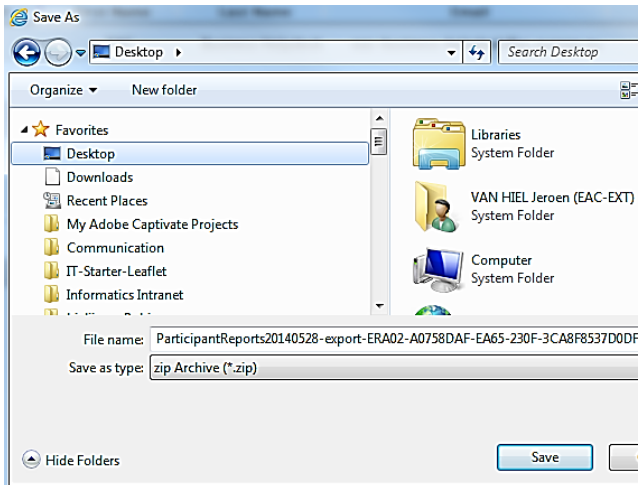 Save As
Desktop
Search Desktop
Organize
New folder
Favorites
Desktop
Downloads
Recent Places
My Adobe Captivate Projects
Communication
IT-Starter-Leaflet
Informatics Intranet
Libraries
System Folder
VAN HIEL Jeroen (EAC-EXT)
System Folder
Computer
System Folder
File name: ParticipantReports20140528-export-ERA02-A0758DAF-EA65-230F-3CA8F8537D0DF
Save as type: zip Archive (*.zip)
Hide Folders
Save